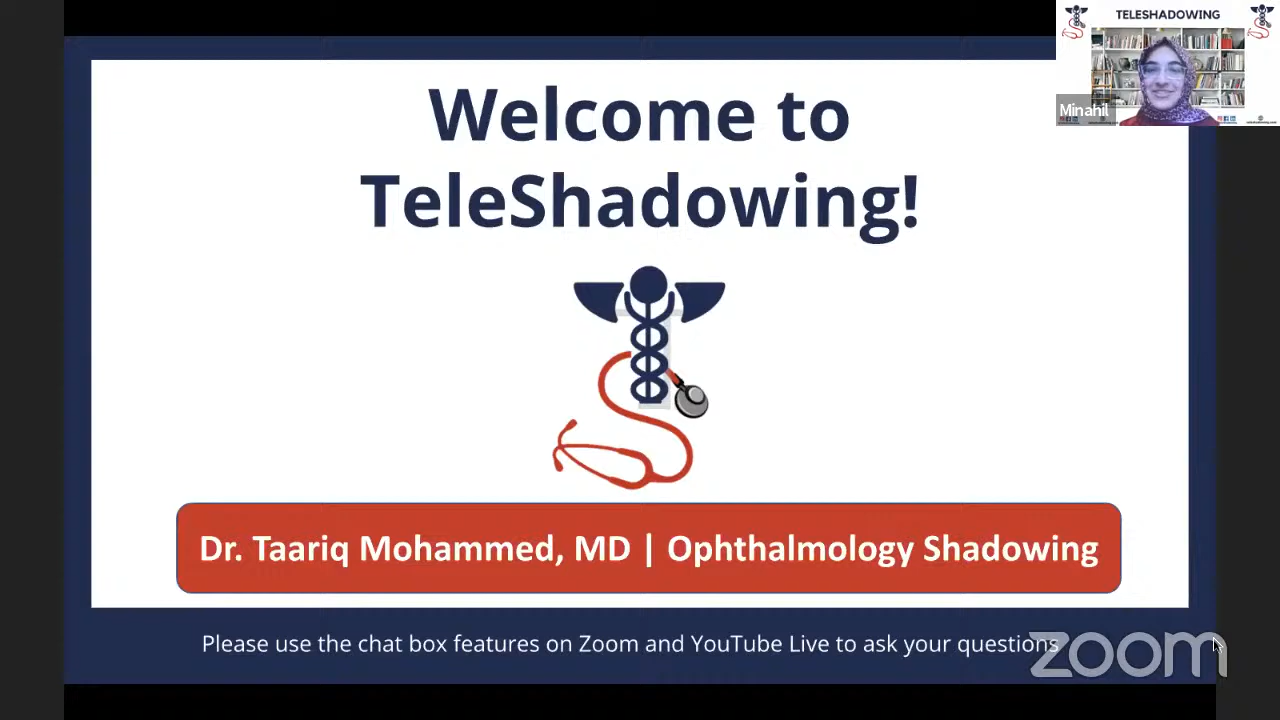 TELESHADOWING
Minahil
Welcome to
TeleShadowing!
Dr. Taariq Mohammed, MD | Ophthalmology Shadowing
Please use the chat box features on Zoom and YouTube Live to ask your questions
zoom